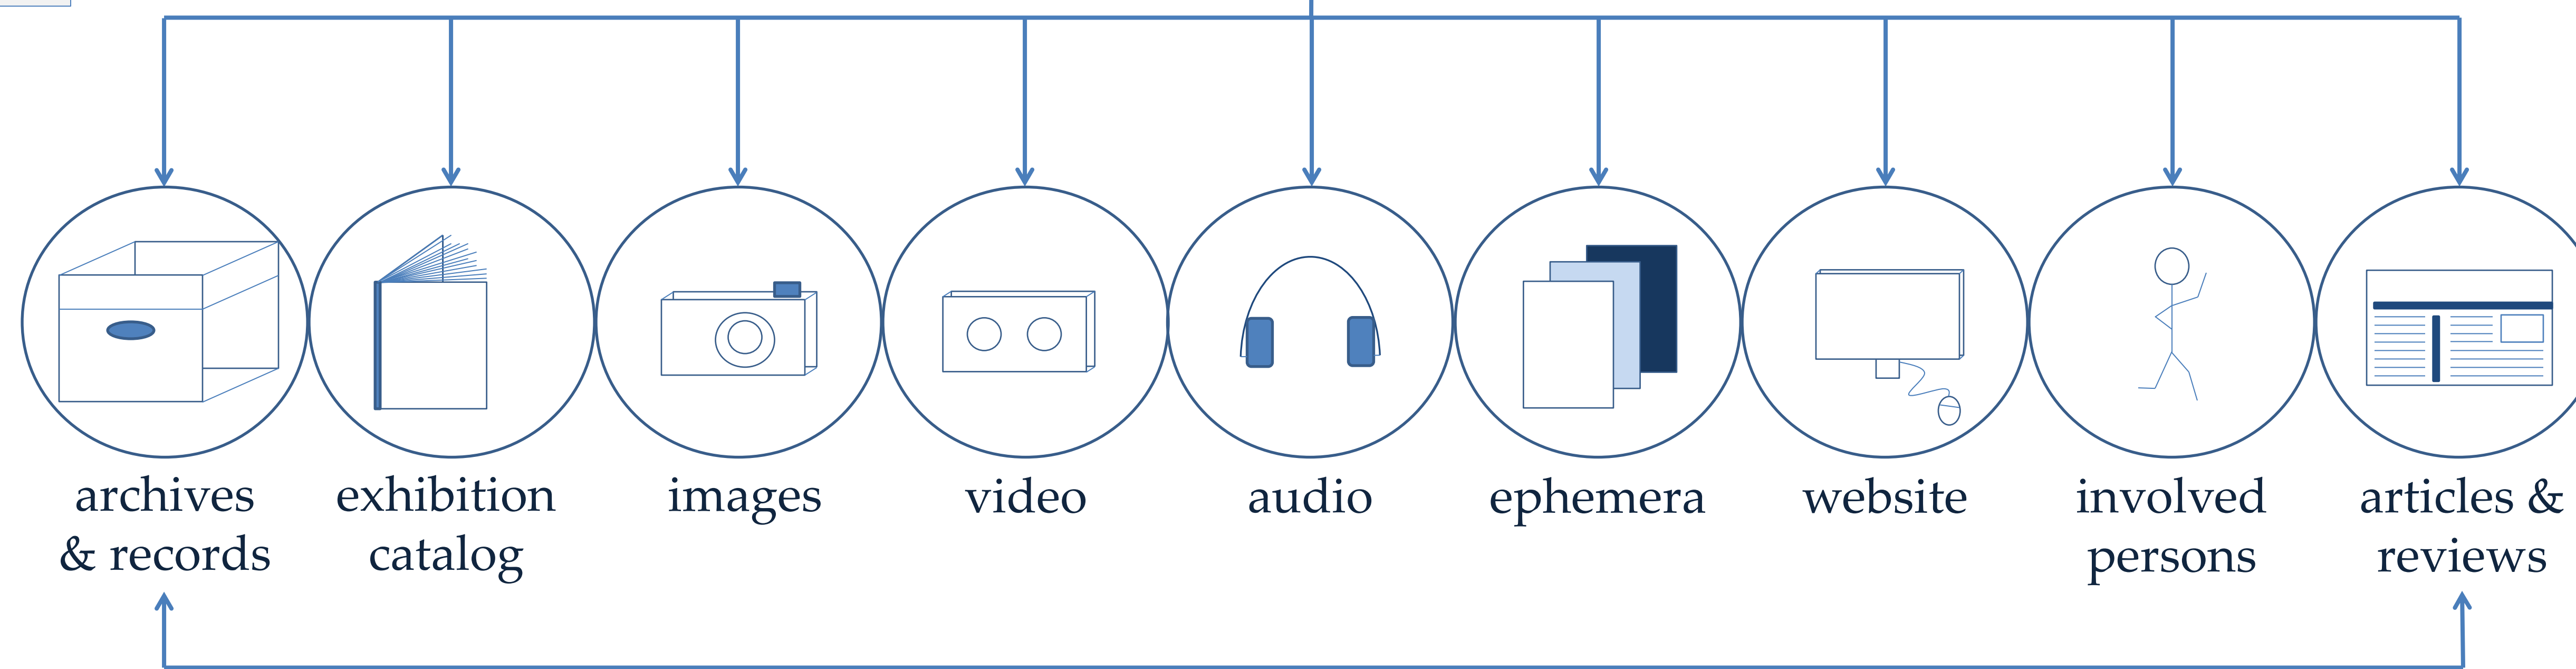 archives
& records
exhibition
catalog
images
video
audio
ephemera
website
involved
persons
articles &
reviews